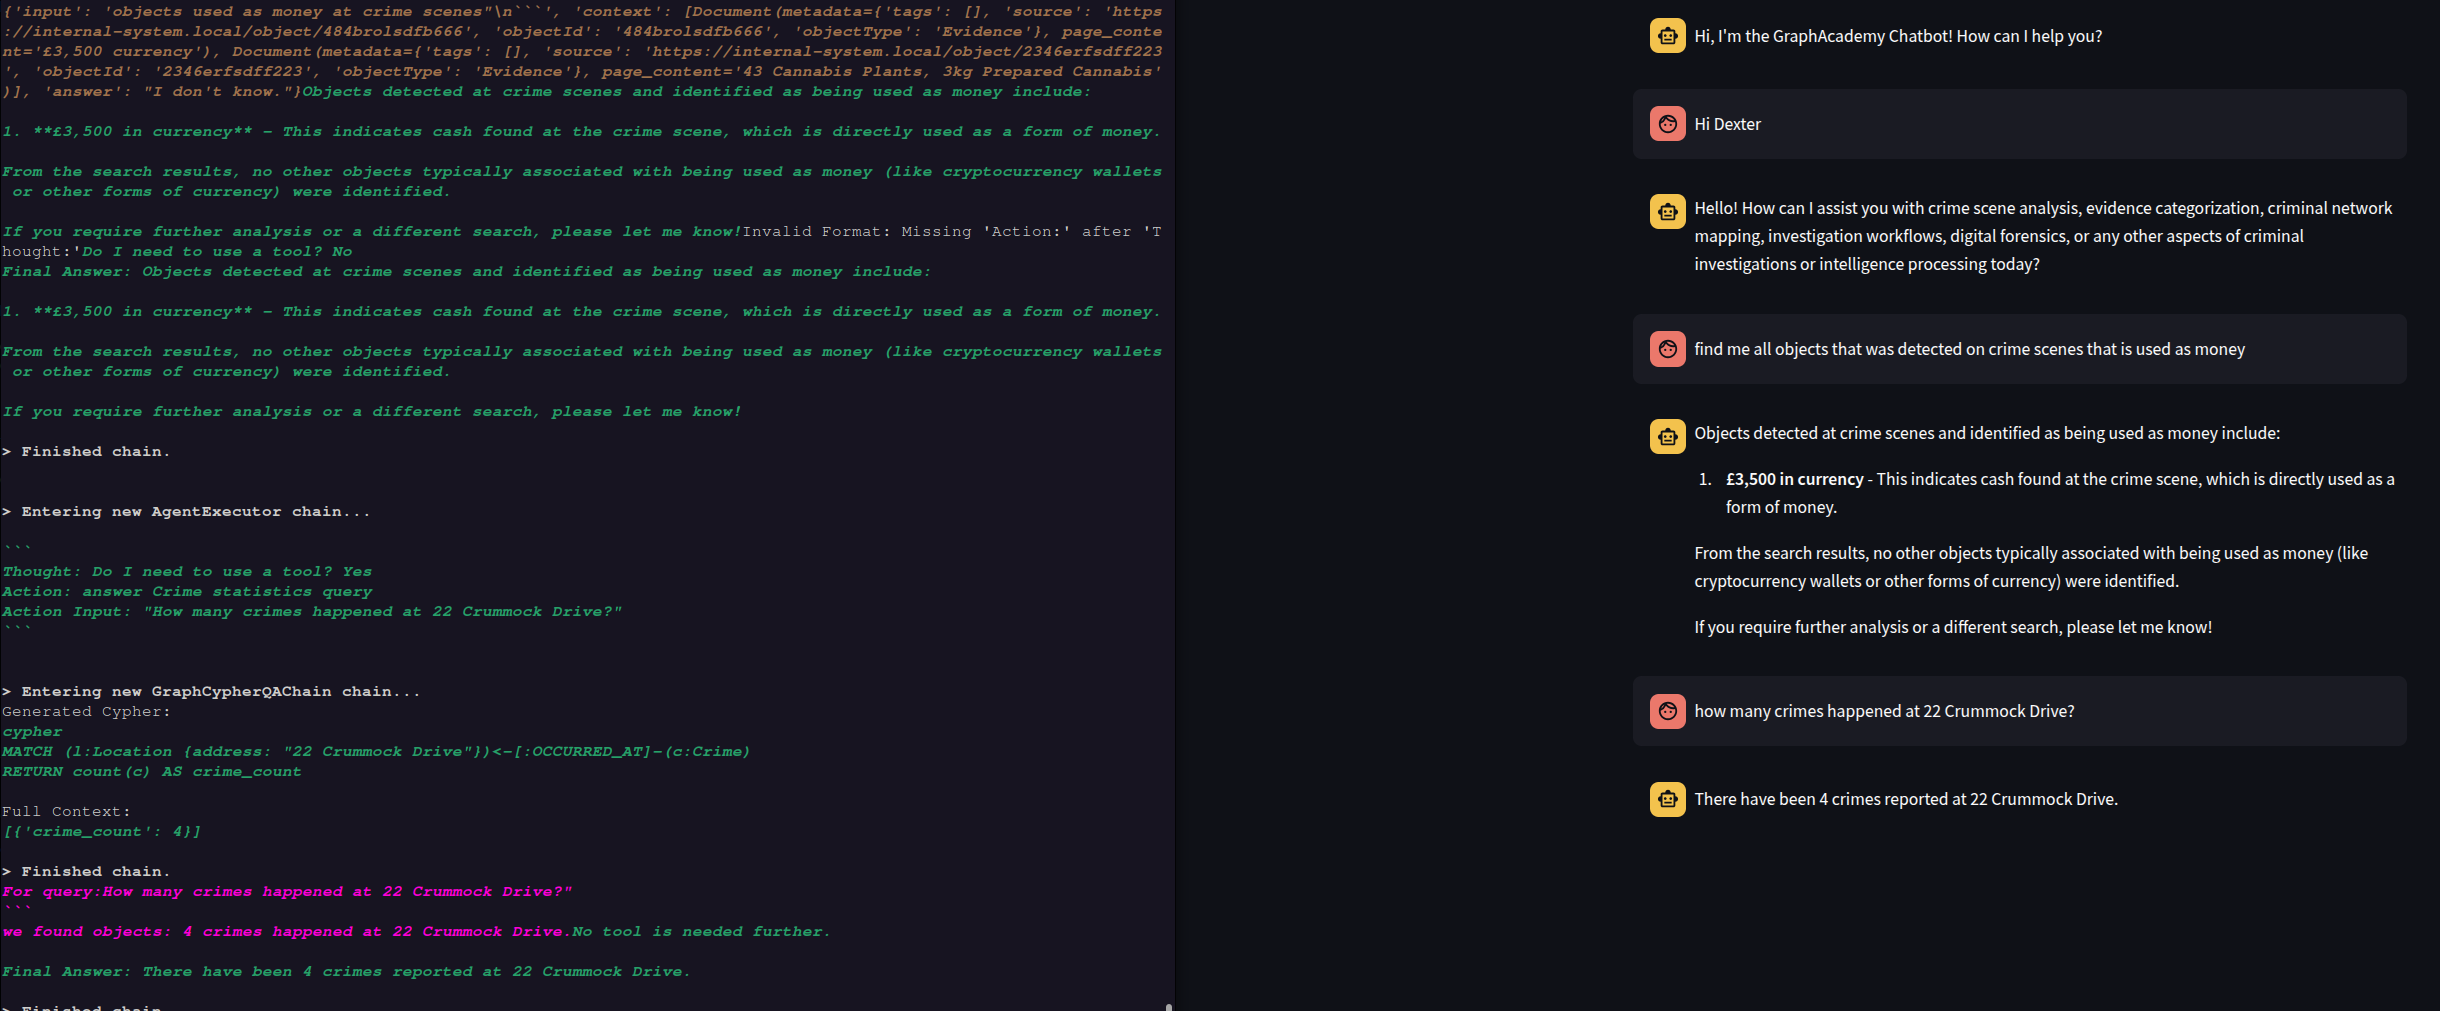 {'input': 'objects used as money at crime scenes"\n```', 'context': [Document(metadata={'tags': [], 'source': 'https
://internal-system.local/object/484brolsdfb666', 'objectId': '484brolsdfb666', 'objectType': 'Evidence'}, page_conte
nt='£3,500 currency'), Document(metadata={'tags': [], 'source': 'https://internal-system.local/object/2346erfsdff223
', 'objectId': '2346erfsdff223', 'objectType': 'Evidence'}, page_content='43 Cannabis Plants, 3kg Prepared Cannabis'
)], 'answer': "I don't know."}Objects detected at crime scenes and identified as being used as money include:
1. **£3,500 in currency** - This indicates cash found at the crime scene, which is directly used as a form of money.
From the search results, no other objects typically associated with being used as money (like cryptocurrency wallets
or other forms of currency) were identified.
If you require further analysis or a different search, please let me know!Invalid Format: Missing 'Action:' after 'T
hought:'Do I need to use a tool? No
Final Answer: Objects detected at crime scenes and identified as being used as money include:
1. **£3,500 in currency** - This indicates cash found at the crime scene, which is directly used as a form of money.
From the search results, no other objects typically associated with being used as money (like cryptocurrency wallets
or other forms of currency) were identified.
If you require further analysis or a different search, please let me know!
> Finished chain.
> Entering new AgentExecutor chain...
```
Thought: Do I need to use a tool? Yes
Action: answer Crime statistics query
Action Input: "How many crimes happened at 22 Crummock Drive?"
```
> Entering new GraphCypherQAChain chain...
Generated Cypher:
cypher
MATCH (l:Location {address: "22 Crummock Drive"})<-[:OCCURRED_AT]-(c:Crime)
RETURN count(c) AS crime_count
Full Context:
[{'crime_count': 4}]
> Finished chain.
For query:How many crimes happened at 22 Crummock Drive?"
```
we found objects: 4 crimes happened at 22 Crummock Drive.No tool is needed further.
Final Answer: There have been 4 crimes reported at 22 Crummock Drive.
> Finished chain.
Hi, I'm the GraphAcademy Chatbot! How can I help you?
Hi Dexter
Hello! How can I assist you with crime scene analysis, evidence categorization, criminal network
mapping, investigation workflows, digital forensics, or any other aspects of criminal
investigations or intelligence processing today?
find me all objects that was detected on crime scenes that is used as money
Objects detected at crime scenes and identified as being used as money include:
1. £3,500 in currency - This indicates cash found at the crime scene, which is directly used as a
form of money.
From the search results, no other objects typically associated with being used as money (like
cryptocurrency wallets or other forms of currency) were identified.
If you require further analysis or a different search, please let me know!
how many crimes happened at 22 Crummock Drive?
There have been 4 crimes reported at 22 Crummock Drive.